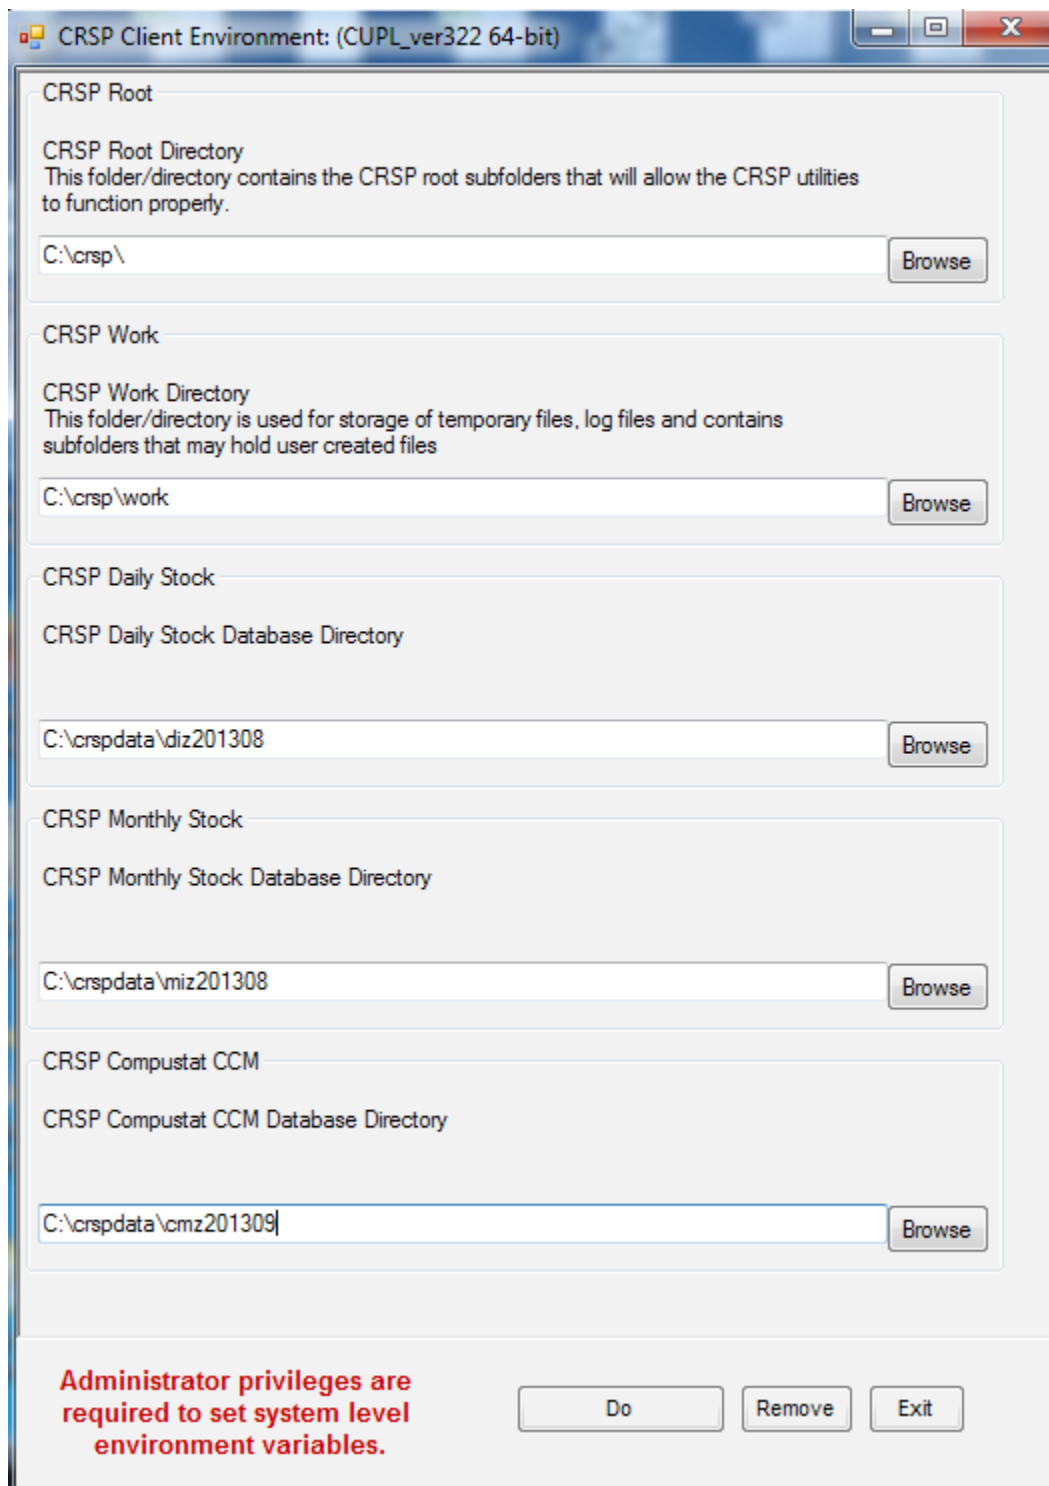 CRSP Client Environment: (CUPL_ver322 64-bit)
CRSP Root
CRSP Root Directory
This folder/directory contains the CRSP root subfolders that will allow the CRSP utilities
to function properly.
C:\crsp\
Browse
CRSP Work
CRSP Work Directory
This folder/directory is used for storage of temporary files, log files and contains
subfolders that may hold user created files
C:\crsp\work
Browse
CRSP Daily Stock
CRSP Daily Stock Database Directory
C:\crspdata\diz201308
Browse
CRSP Monthly Stock
CRSP Monthly Stock Database Directory
C:\crspdata\miz201308
Browse
CRSP Compustat CCM
CRSP Compustat CCM Database Directory
C:\crspdata\cmz201309
Browse
Administrator privileges are
required to set system level
environment variables.
Do
Remove
Exit